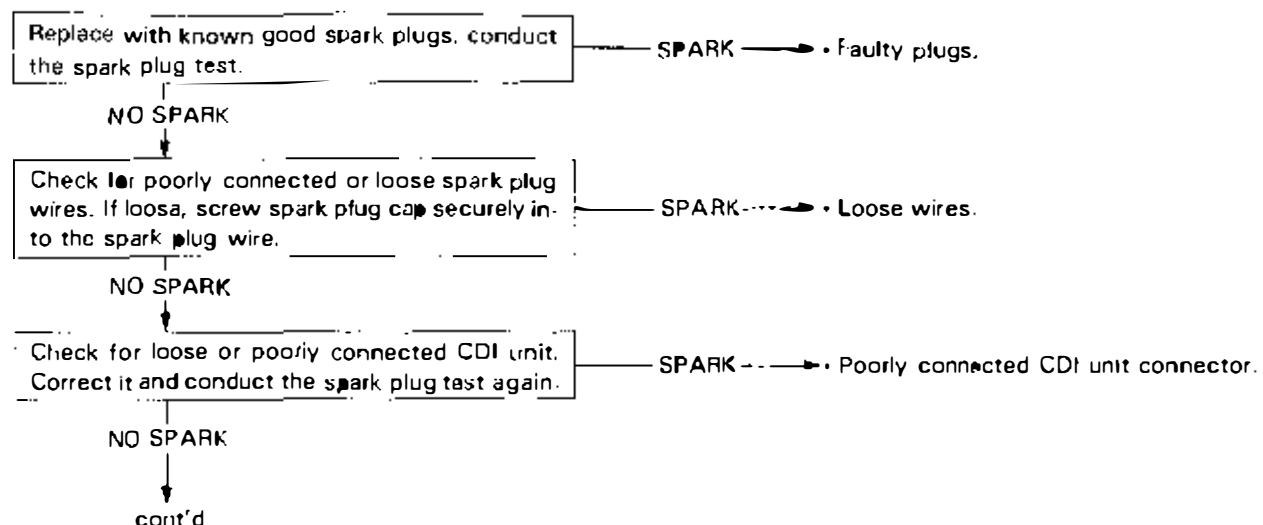 Replace with known good spark plugs, conduct
the spark plug test.
SPARK
• Faulty plugs.
NO SPARK
Check for poorly connected or loose spark plug
wires. If loosa, screw spark plug cap securely in-
to the spark plug wire.
SPARK
• Loose wires.
NO SPARK
Check for loose or poorly connected CDI unit.
Correct it and conduct the spark plug test again.
SPARK
• Poorly connected CDI unit connector.
NO SPARK
cont'd